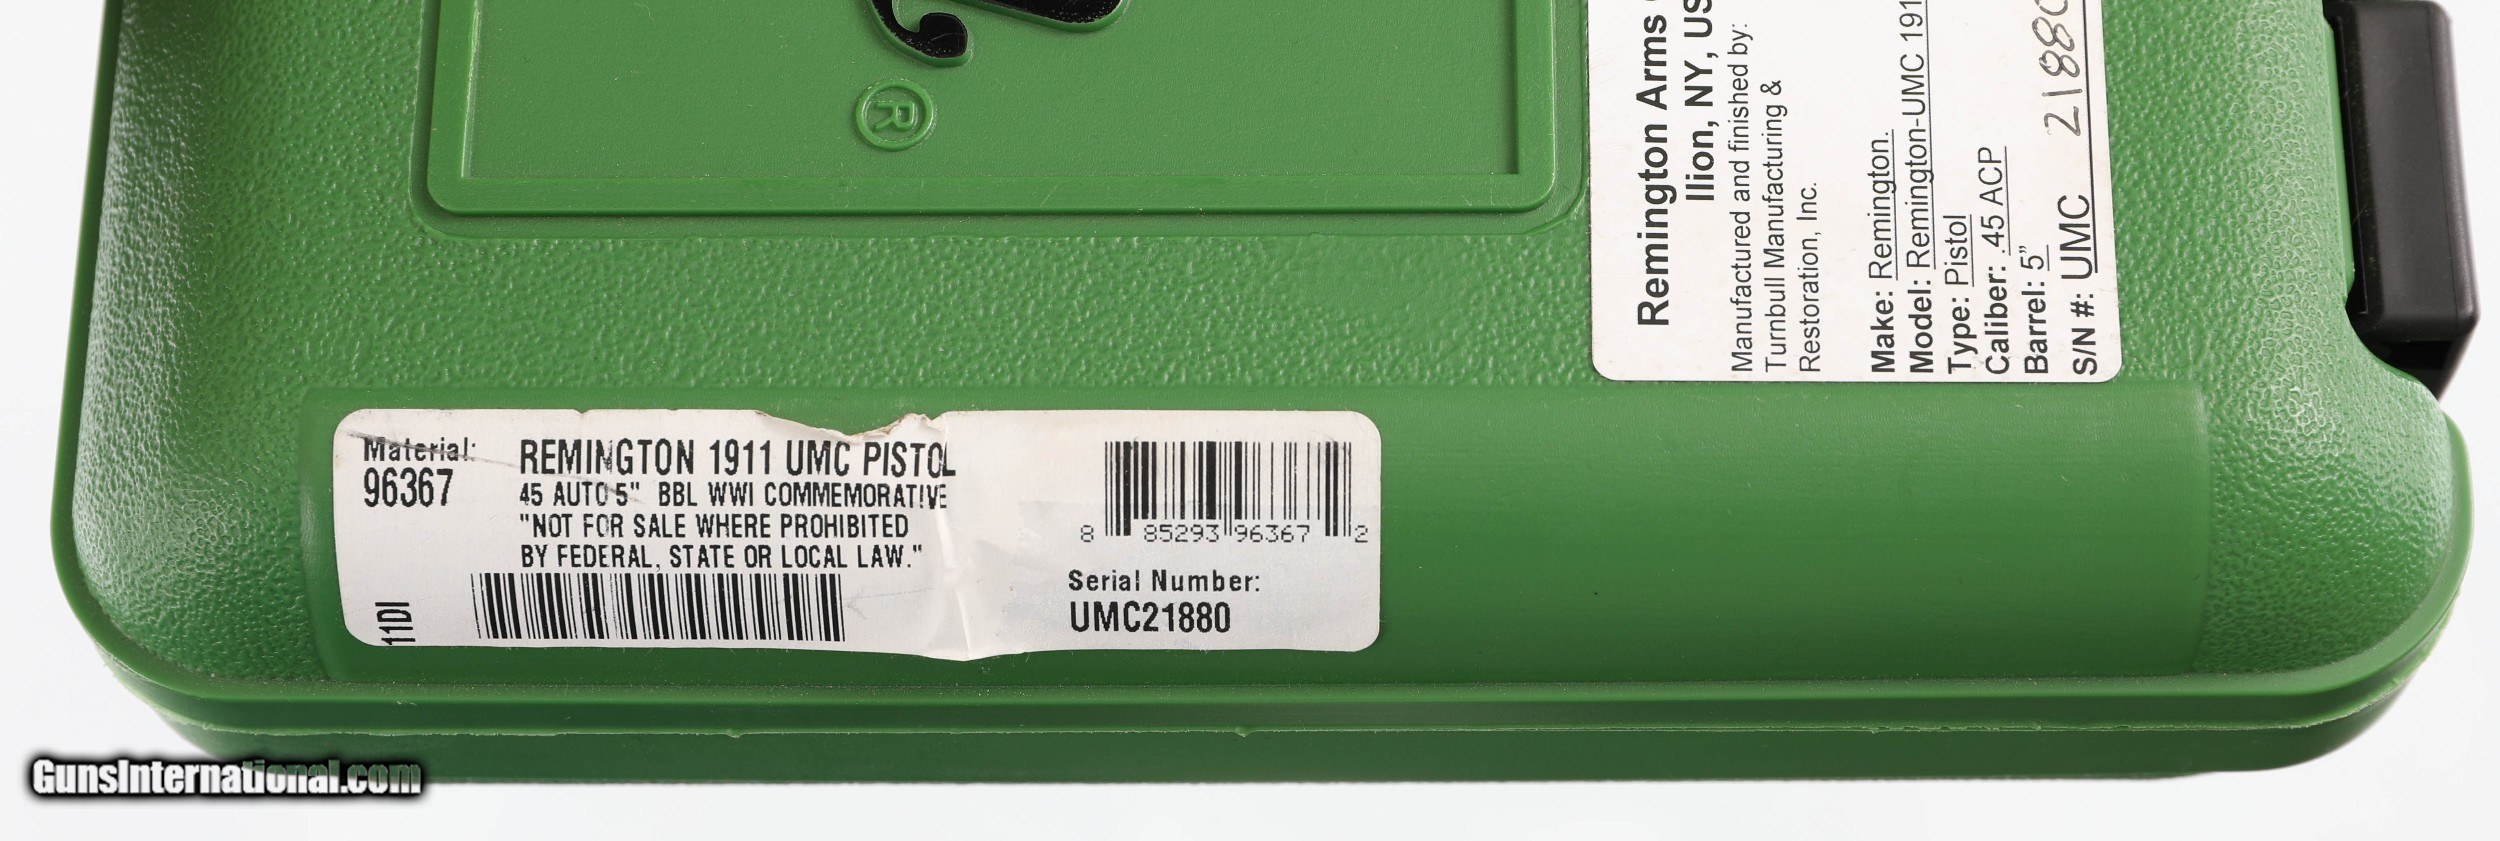 ®
Remington Arms
Ilion, NY, US
Manufactured and finished by:
Turnbull Manufacturing &
Restoration, Inc.
Make: Remington.
Model: Remington-UMC 191
Type: Pistol
Caliber: .45 ACP
Barrel: 5"
S/N #: UMC 21880
Material:
96367
REMINGTON 1911 UMC PISTOL
45 AUTO 5" BBL WWI COMMEMORATIVE
"NOT FOR SALE WHERE PROHIBITED
BY FEDERAL, STATE OR LOCAL LAW."
11DI
8 85293 96367 2
Serial Number:
UMC21880
GunsInternational.com